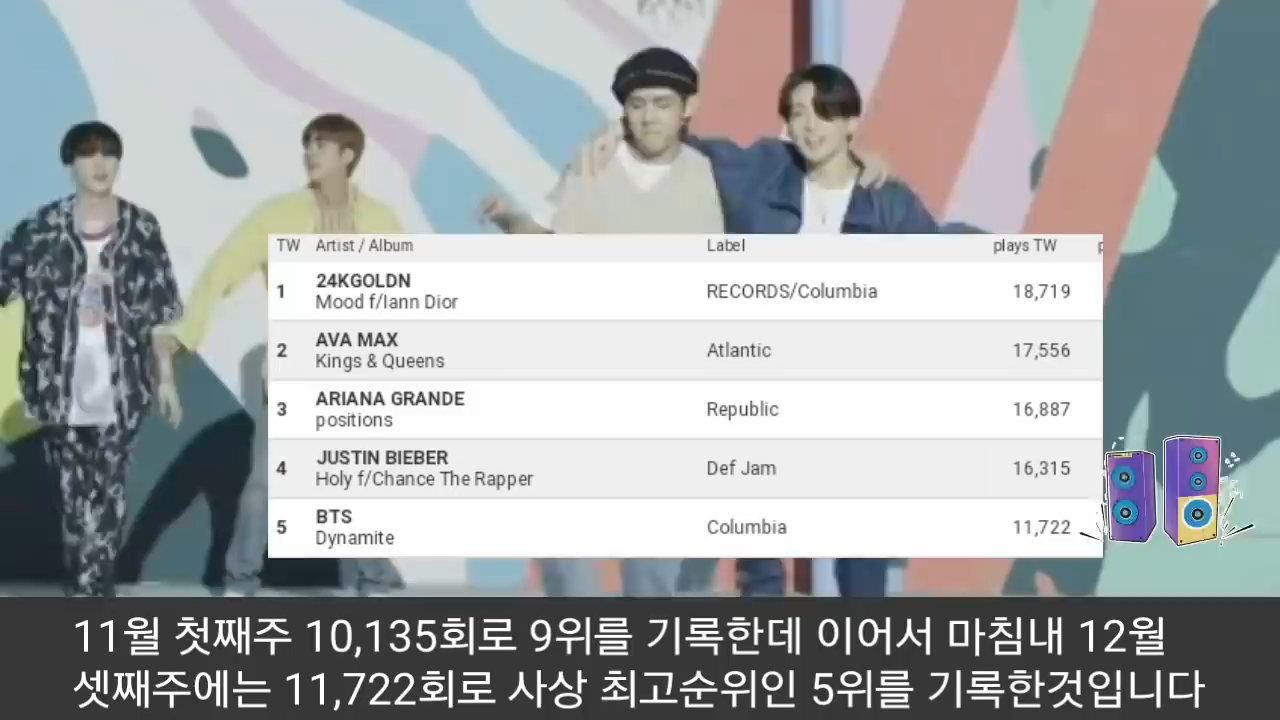 TW Artist / Album Label plays TW
1 24KGOLDN RECORDS/Columbia 18,719
Mood f/Iann Dior
2 AVA MAX Atlantic 17,556
Kings & Queens
3 ARIANA GRANDE Republic 16,887
positions
4 JUSTIN BIEBER Def Jam 16,315
Holy f/Chance The Rapper
5 BTS Columbia 11,722
Dynamite
11월 첫째주 10,135회로 9위를 기록한데 이어서 마침내 12월
셋째주에는 11,722회로 사상 최고순위인 5위를 기록한것입니다